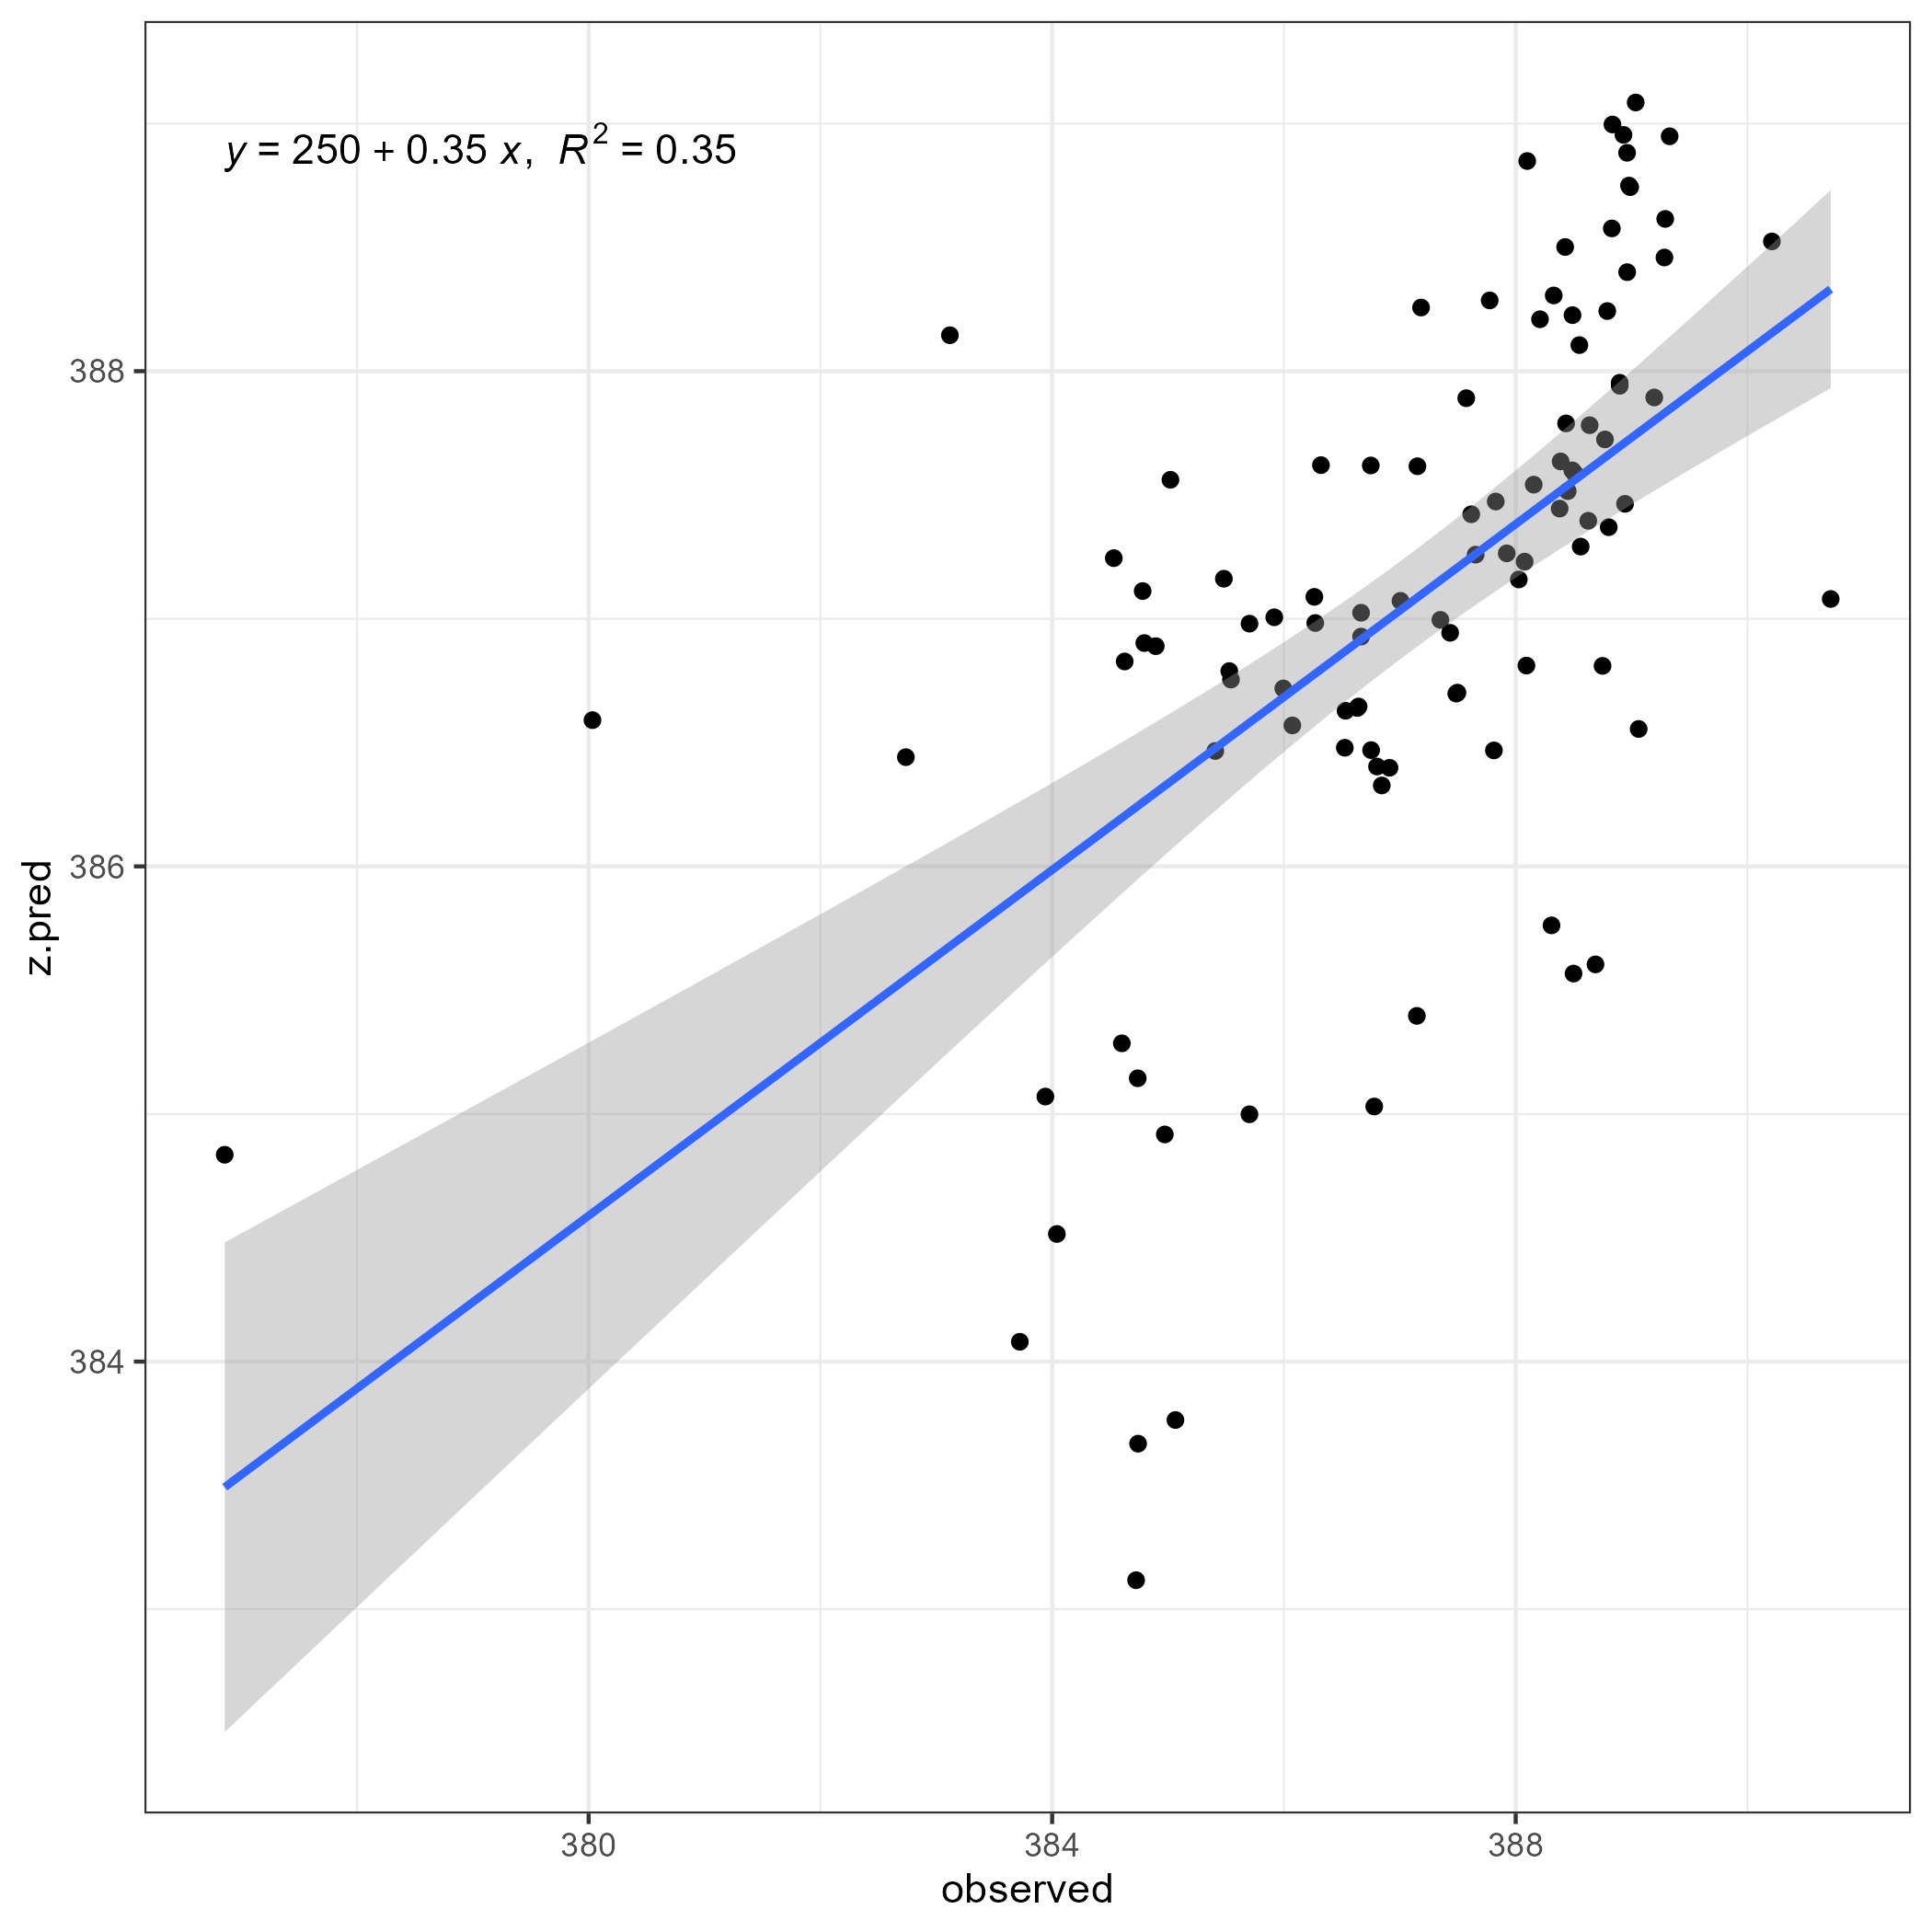 y = 250 + 0.35 x, R² = 0.35
388
386
384
z.pred
380 384 388
observed